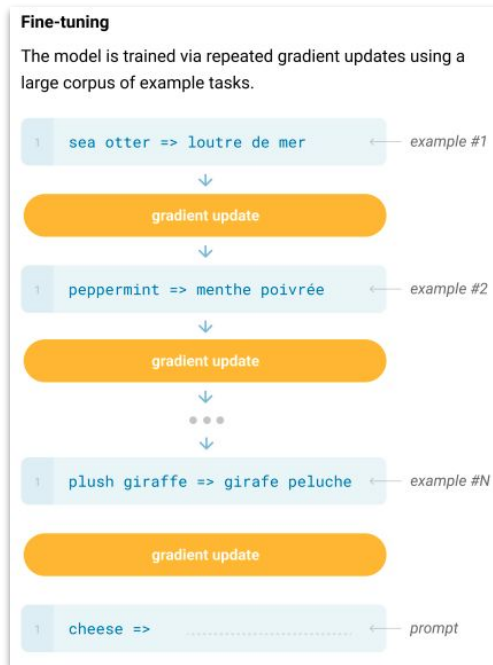 Fine-tuning
The model is trained via repeated gradient updates using a
large corpus of example tasks.
1 sea otter => loutre de mer example #1
gradient update
1 peppermint => menthe poivrée example #2
gradient update
1 plush giraffe => girafe peluche example #N
gradient update
1 cheese => prompt